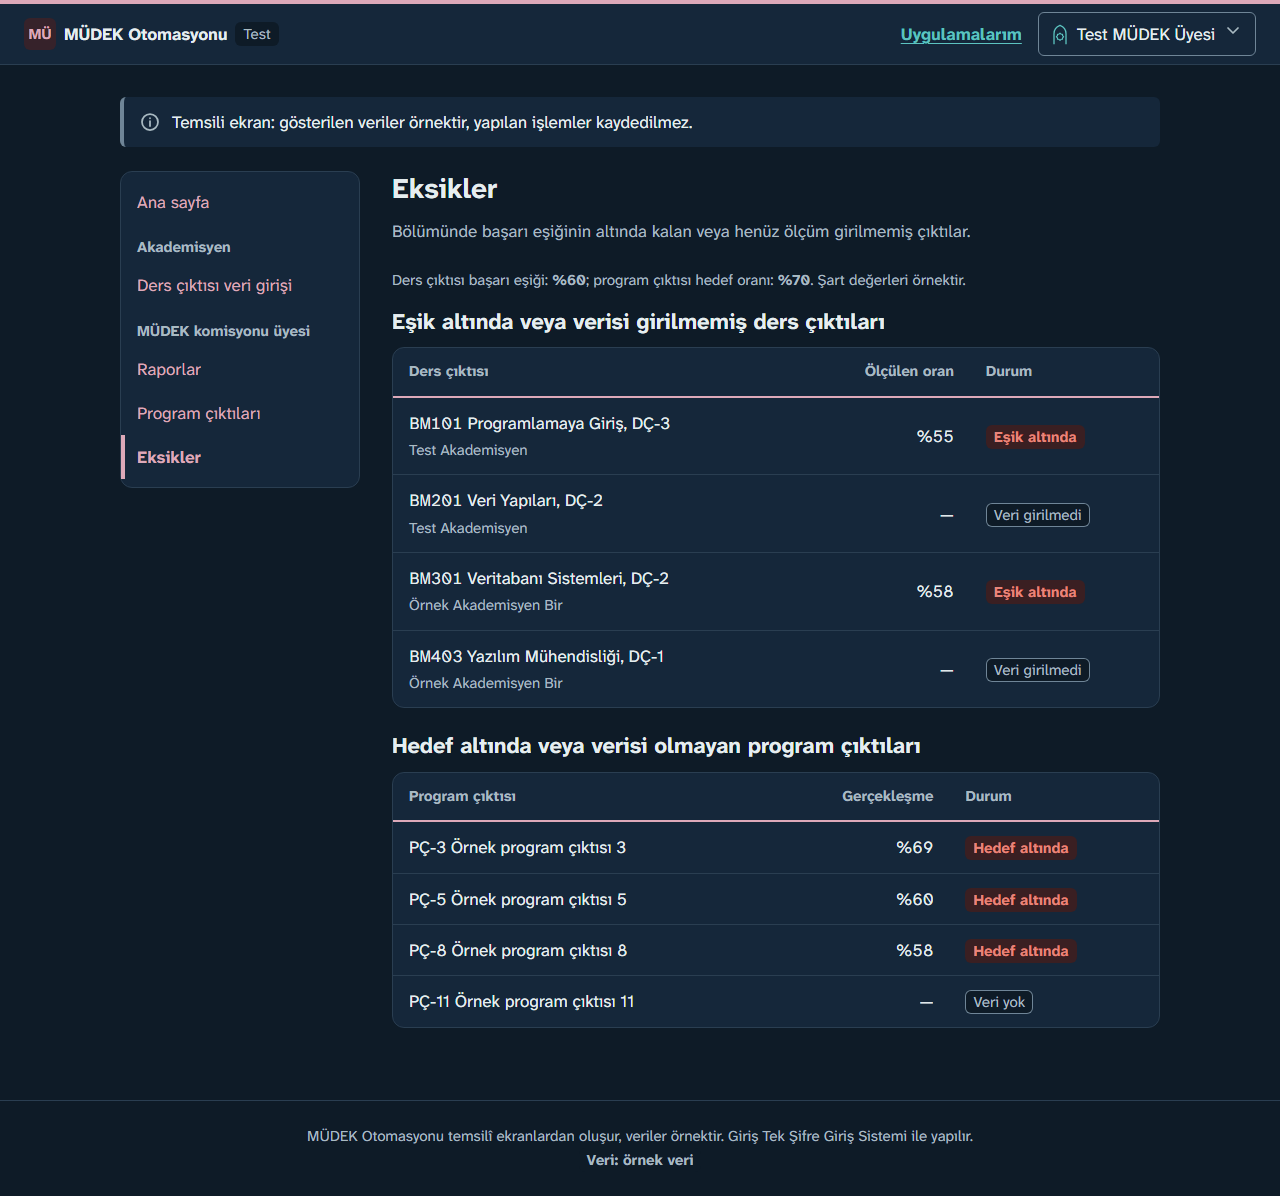 MÜ MÜDEK Otomasyonu Test Uygulamalarım Test MÜDEK Üyesi
Temsili ekran: gösterilen veriler örnektir, yapılan işlemler kaydedilmez.
Ana sayfa
Akademisyen
Ders çıktısı veri girişi
MÜDEK komisyonu üyesi
Raporlar
Program çıktıları
Eksikler
Eksikler
Bölümünde başarı eşiğinin altında kalan veya henüz ölçüm girilmemiş çıktılar.
Ders çıktısı başarı eşiği: %60; program çıktısı hedef oranı: %70. Şart değerleri örnektir.
Eşik altında veya verisi girilmemiş ders çıktıları
Ders çıktısı Ölçülen oran Durum
BM101 Programlamaya Giriş, DÇ-3
Test Akademisyen
%55 Eşik altında
BM201 Veri Yapıları, DÇ-2
Test Akademisyen
— Veri girilmedi
BM301 Veritabanı Sistemleri, DÇ-2
Örnek Akademisyen Bir
%58 Eşik altında
BM403 Yazılım Mühendisliği, DÇ-1
Örnek Akademisyen Bir
— Veri girilmedi
Hedef altında veya verisi olmayan program çıktıları
Program çıktısı Gerçekleşme Durum
PÇ-3 Örnek program çıktısı 3 %69 Hedef altında
PÇ-5 Örnek program çıktısı 5 %60 Hedef altında
PÇ-8 Örnek program çıktısı 8 %58 Hedef altında
PÇ-11 Örnek program çıktısı 11 — Veri yok
MÜDEK Otomasyonu temsilî ekranlardan oluşur, veriler örnektir. Giriş Tek Şifre Giriş Sistemi ile yapılır.
Veri: örnek veri